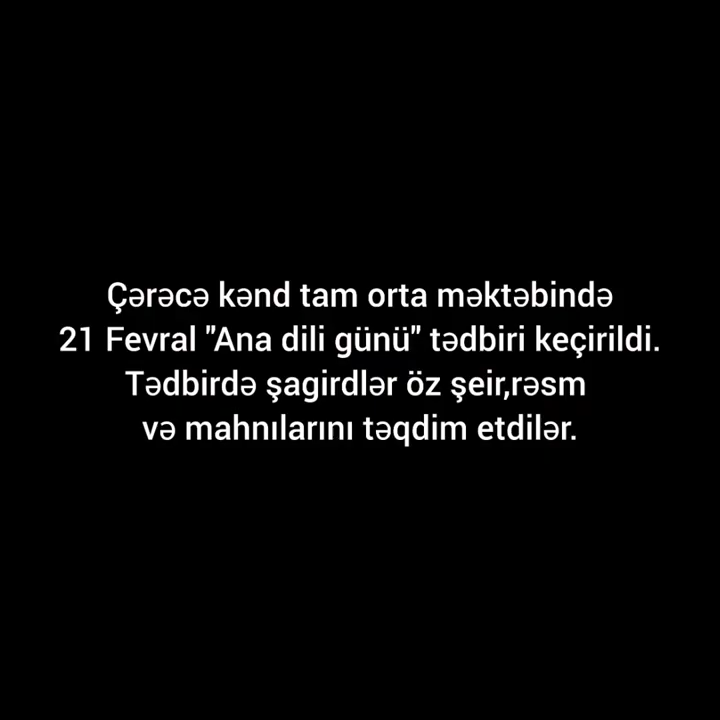 Çərəcə kənd tam orta məktəbində
21 Fevral "Ana dili günü" tədbiri keçirildi.
Tədbirdə şagirdlər öz şeir,rəsm
və mahnılarını təqdim etdilər.